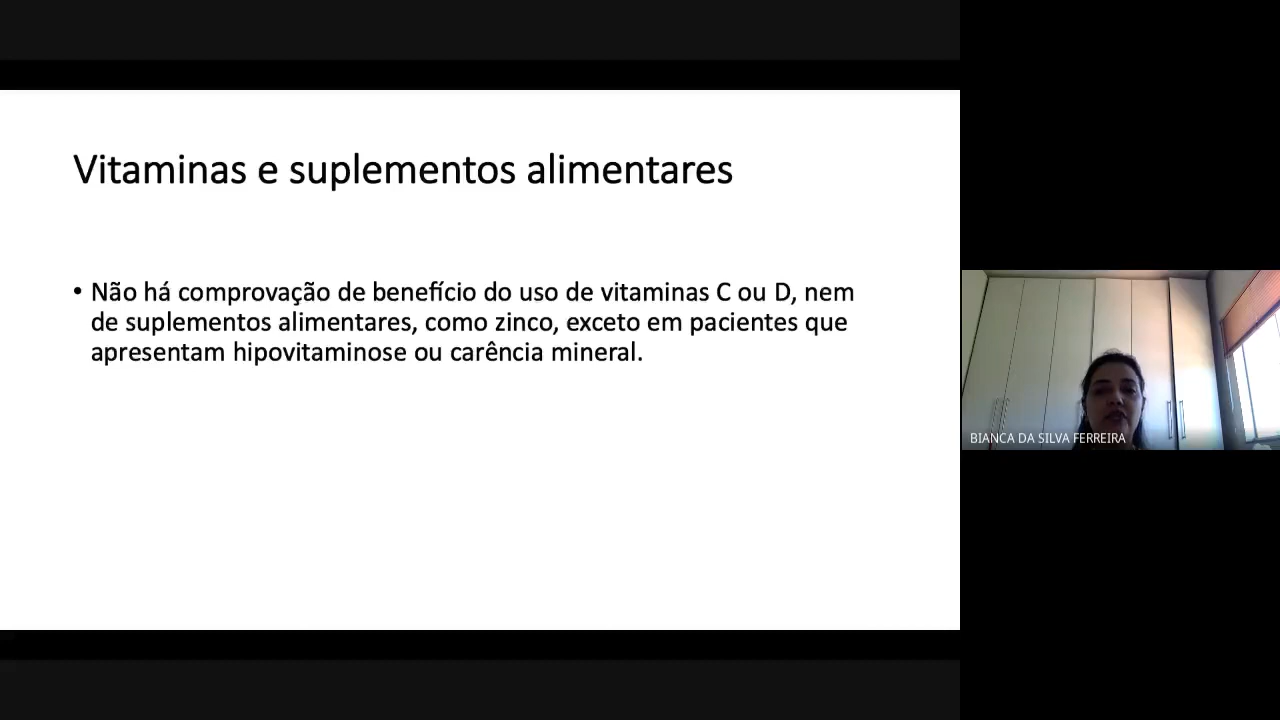 Vitaminas e suplementos alimentares
• Não há comprovação de benefício do uso de vitaminas C ou D, nem
de suplementos alimentares, como zinco, exceto em pacientes que
apresentam hipovitaminose ou carência mineral.
BIANCA DA SILVA FERREIRA